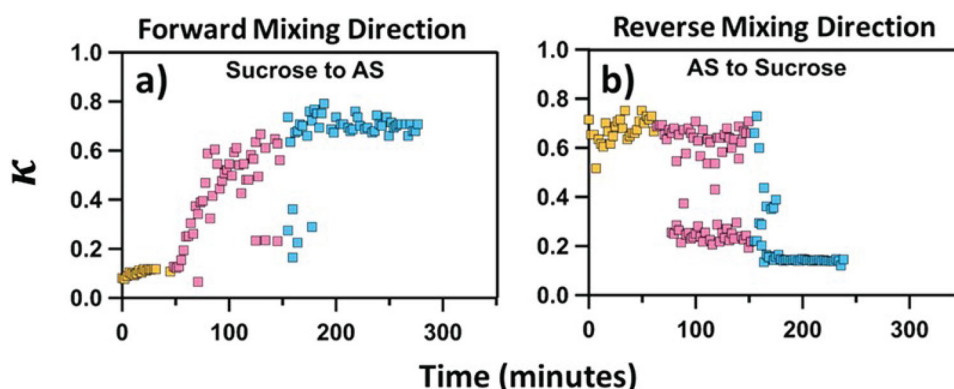 Forward Mixing Direction
Reverse Mixing Direction
a) Sucrose to AS
b) AS to Sucrose
κ
1.0
0.8
0.6
0.4
0.2
0.0
0 100 200 300
1.0
0.8
0.6
0.4
0.2
0.0
0 100 200 300
Time (minutes)